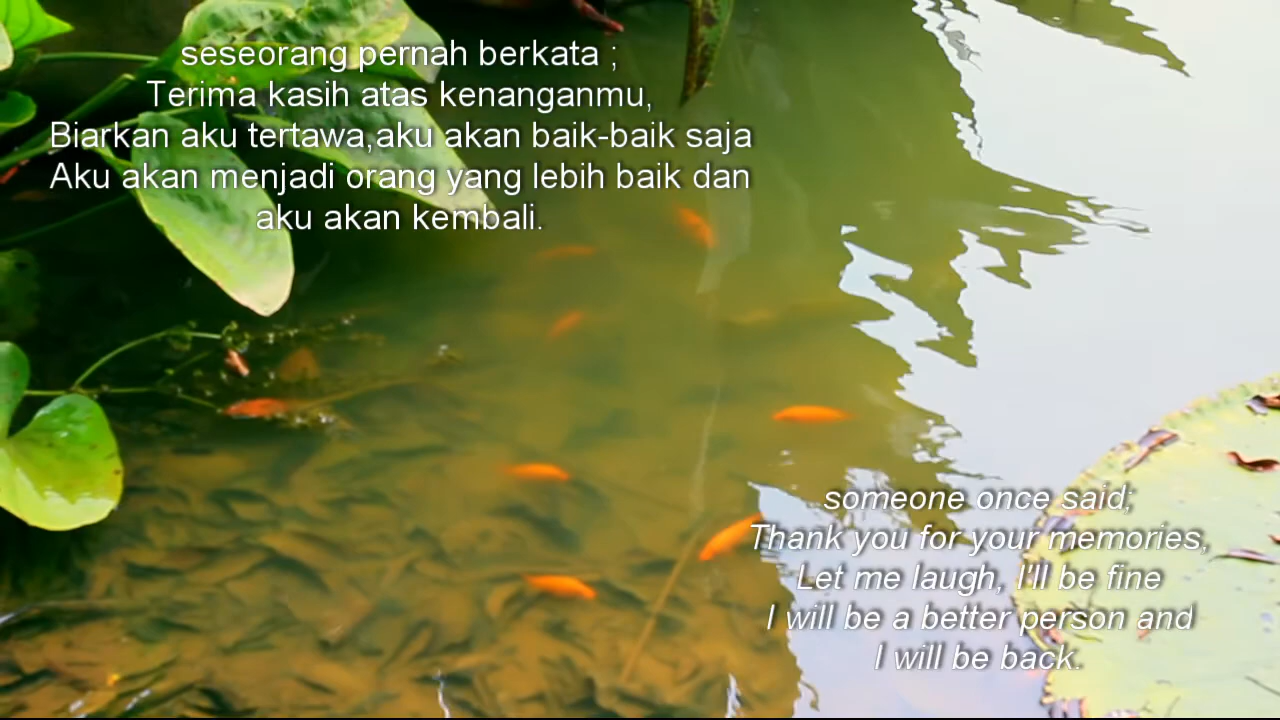 seseorang pernah berkata ;
Terima kasih atas kenanganmu,
Biarkan aku tertawa,aku akan baik-baik saja
Aku akan menjadi orang yang lebih baik dan
aku akan kembali.
someone once said;
Thank you for your memories,
Let me laugh, I'll be fine
I will be a better person and
I will be back.